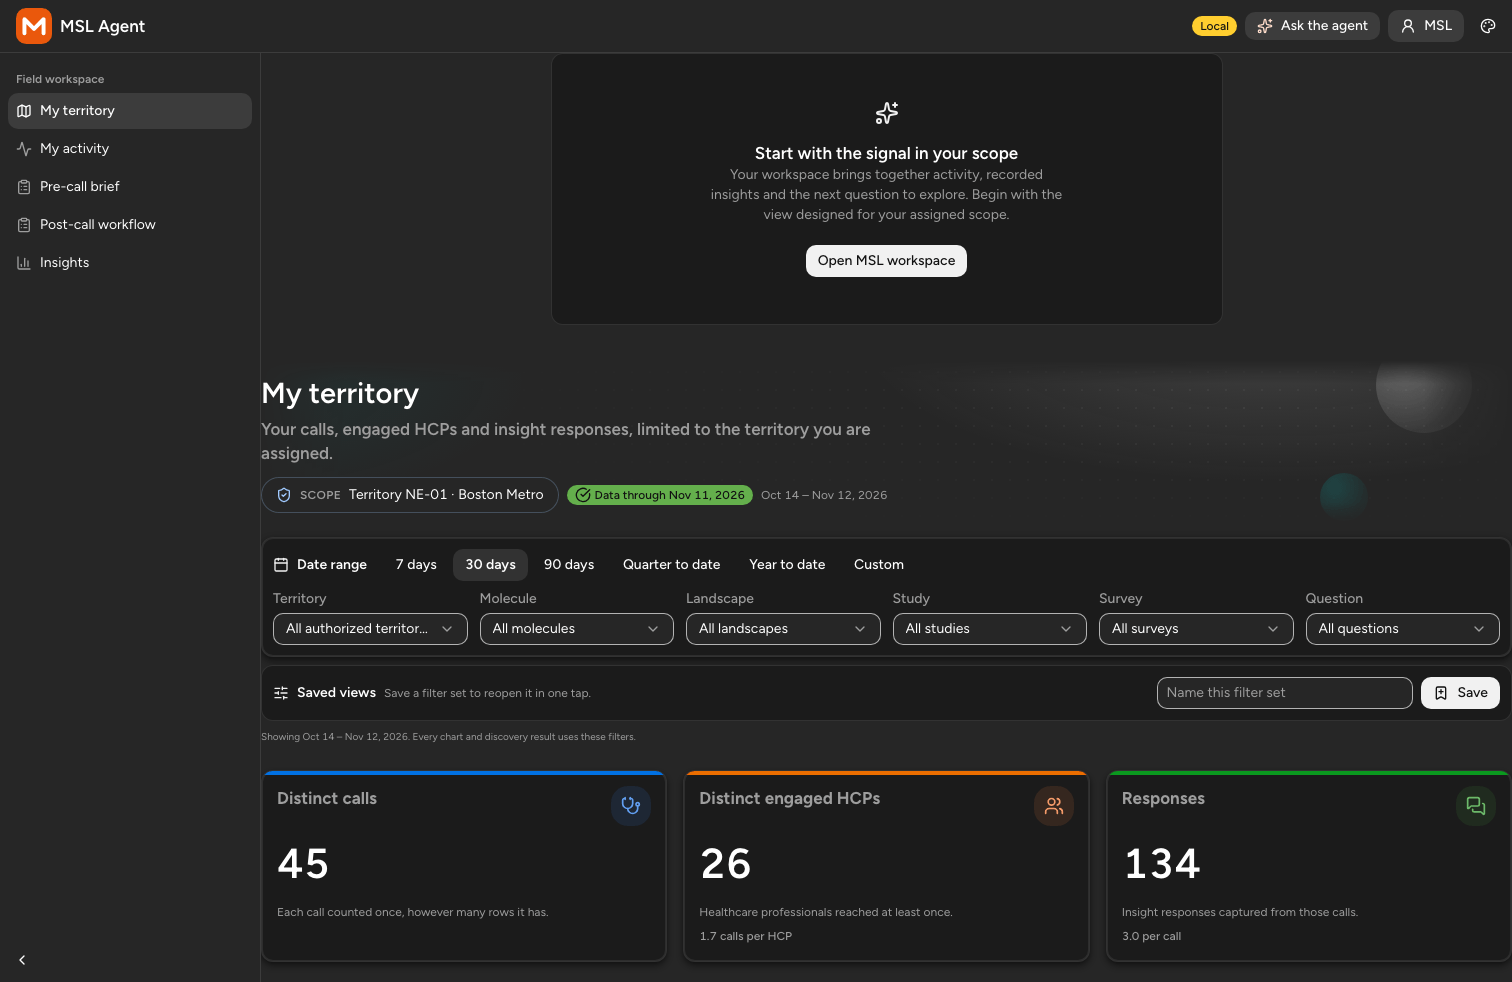 MSL Agent
Local
Ask the agent
MSL
Field workspace
My territory
My activity
Pre-call brief
Post-call workflow
Insights
Start with the signal in your scope
Your workspace brings together activity, recorded
insights and the next question to explore. Begin with the
view designed for your assigned scope.
Open MSL workspace
My territory
Your calls, engaged HCPs and insight responses, limited to the territory you are
assigned.
SCOPE Territory NE-01 · Boston Metro
Data through Nov 11, 2026
Oct 14 – Nov 12, 2026
Date range
7 days
30 days
90 days
Quarter to date
Year to date
Custom
Territory
Molecule
Landscape
Study
Survey
Question
All authorized territor...
All molecules
All landscapes
All studies
All surveys
All questions
Saved views
Save a filter set to reopen it in one tap.
Name this filter set
Save
Showing Oct 14 – Nov 12, 2026. Every chart and discovery result uses these filters.
Distinct calls
45
Each call counted once, however many rows it has.
Distinct engaged HCPs
26
Healthcare professionals reached at least once.
1.7 calls per HCP
Responses
134
Insight responses captured from those calls.
3.0 per call